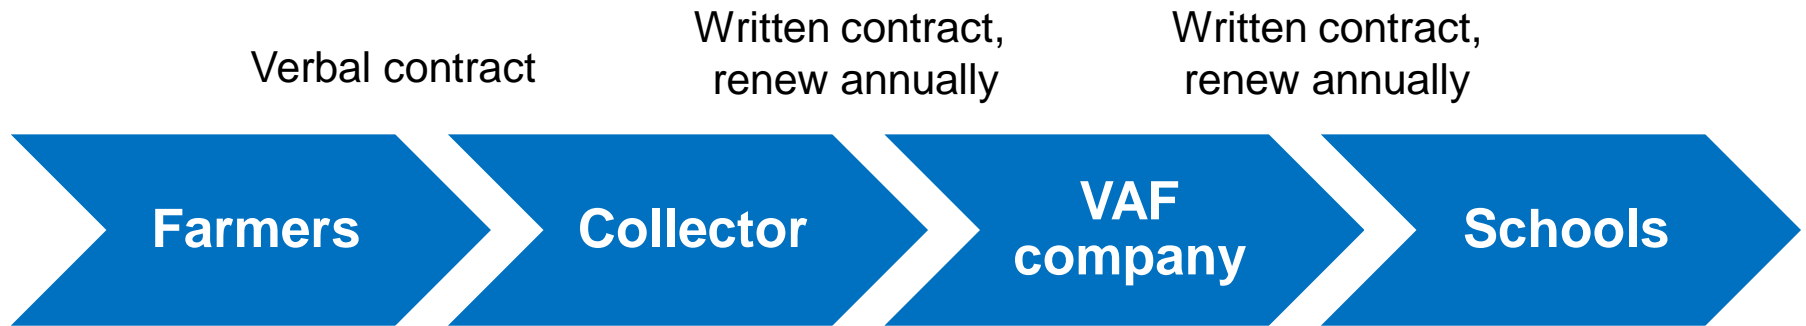 Verbal contract
Written contract,
renew annually
Written contract,
renew annually
Farmers
Collector
VAF
company
Schools